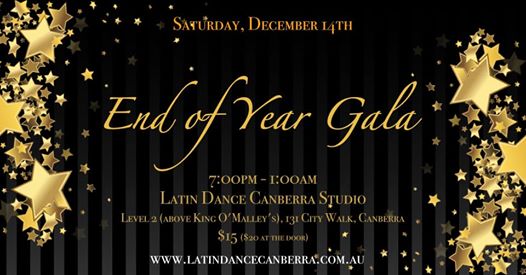 Saturday, December 14th
End of Year Gala
7:00pm - 1:00am
Latin Dance Canberra Studio
Level 2 (above King O'Malley's), 131 City Walk, Canberra
$15 ($20 at the door)
www.latindancecanberra.com.au